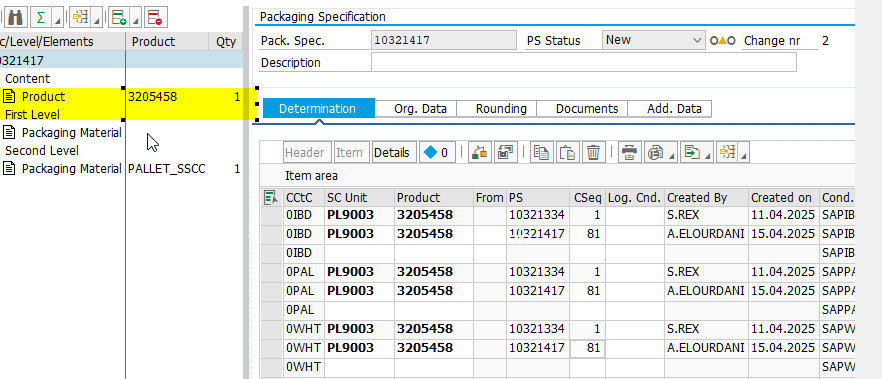 Σ
c/Level/Elements Product Qty
0321417
Content
Product 3205458 1
First Level
Packaging Material
Second Level
Packaging Material PALLET_SSCC 1
Packaging Specification
Pack. Spec. 10321417 PS Status New Change nr 2
Description
Determination Org. Data Rounding Documents Add. Data
Header Item Details 0
Item area
CCtC SC Unit Product From PS CSeq Log. Cnd. Created By Created on Cond.
0IBD PL9003 3205458 10321334 1 S.REX 11.04.2025 SAPIB
0IBD PL9003 3205458 10321417 81 A.ELOURDANI 15.04.2025 SAPIB
0IBD SAPIB
0PAL PL9003 3205458 10321334 1 S.REX 11.04.2025 SAPPA
0PAL PL9003 3205458 10321417 81 A.ELOURDANI 15.04.2025 SAPPA
0PAL SAPPA
0WHT PL9003 3205458 10321334 1 S.REX 11.04.2025 SAPW
0WHT PL9003 3205458 10321417 81 A.ELOURDANI 15.04.2025 SAPW
0WHT SAPW